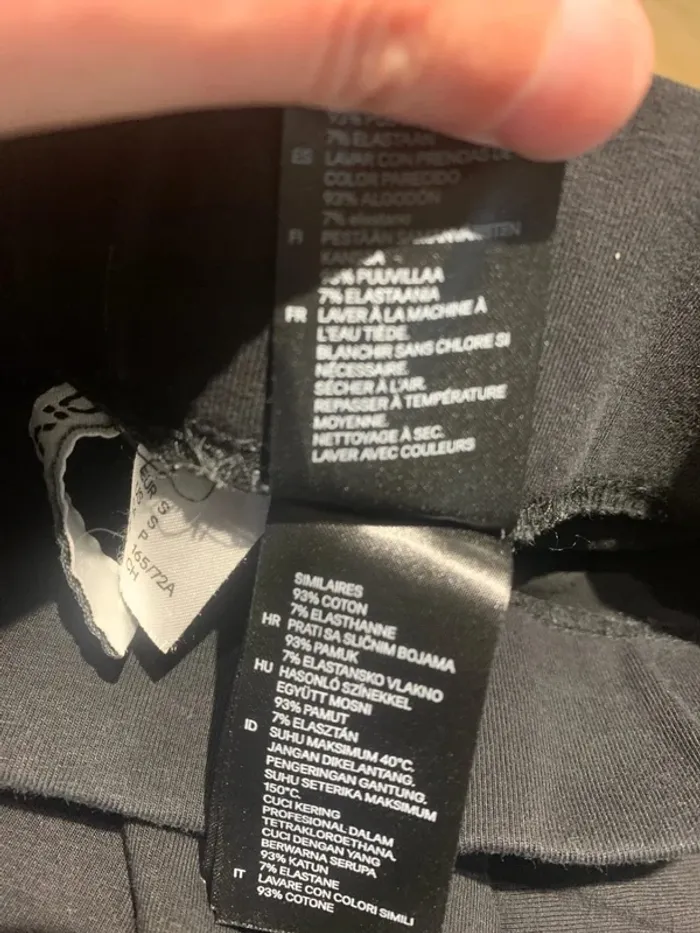 7% ELASTAAN
ES LAVAR CON PRENDAS DE
COLOR PARECIDO
93% ALGODÓN
7% elastano
FI PESTÄVÄ
93% PUUVILLAA
7% ELASTAANIA
FR LAVER À LA MACHINE À
L'EAU TIÈDE.
BLANCHIR SANS CHLORE SI
NÉCESSAIRE.
SÉCHER À L'AIR.
REPASSER À TEMPÉRATURE
MOYENNE.
NETTOYAGE À SEC.
LAVER AVEC COULEURS
SIMILAIRES
93% COTON
7% ELASTHANNE
HR PRATI SA SLIČNIM BOJAMA
93% PAMUK
7% ELASTANSKO VLAKNO
HU HASONLÓ SZÍNEKKEL
EGYÜTT MOSNI
93% PAMUT
7% ELASZTÁN
ID SUHU MAKSIMUM 40°C.
JANGAN DIKELANTANG.
PENGERINGAN GANTUNG.
SUHU SETERIKA MAKSIMUM
150°C.
CUCI KERING
PROFESIONAL DALAM
TETRAKLOROETHANA.
CUCI DENGAN YANG
BERWARNA SERUPA
93% KATUN
7% ELASTANE
IT LAVARE CON COLORI SIMILI
93% COTONE
EUR S
US S
P
165/72A
CH